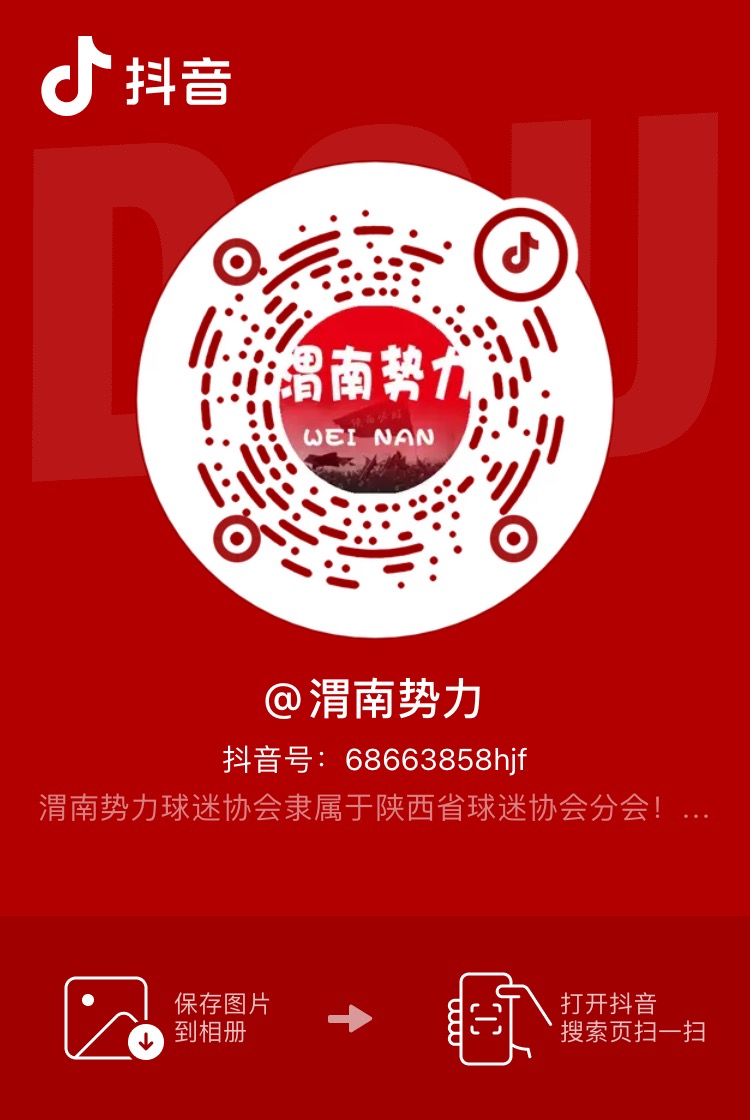 抖音
渭南势力
WEI NAN
@渭南势力
抖音号：68663858hjf
渭南势力球迷协会隶属于陕西省球迷协会分会！...
保存图片
到相册
打开抖音
搜索页扫一扫